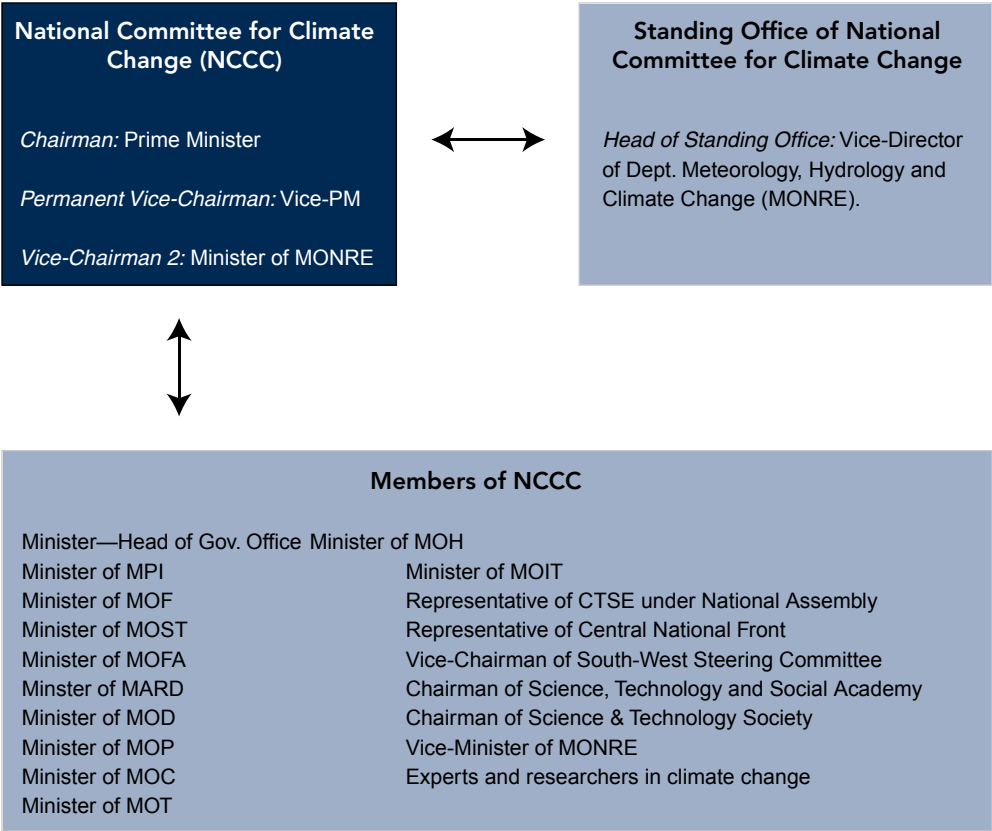 National Committee for Climate
Change (NCCC)
Chairman: Prime Minister
Permanent Vice-Chairman: Vice-PM
Vice-Chairman 2: Minister of MONRE
Standing Office of National
Committee for Climate Change
Head of Standing Office: Vice-Director
of Dept. Meteorology, Hydrology and
Climate Change (MONRE).
Members of NCCC
Minister—Head of Gov. Office Minister of MOH
Minister of MPI
Minister of MOF
Minister of MOST
Minister of MOFA
Minster of MARD
Minister of MOD
Minister of MOP
Minister of MOC
Minister of MOT
Minister of MOIT
Representative of CTSE under National Assembly
Representative of Central National Front
Vice-Chairman of South-West Steering Committee
Chairman of Science, Technology and Social Academy
Chairman of Science & Technology Society
Vice-Minister of MONRE
Experts and researchers in climate change